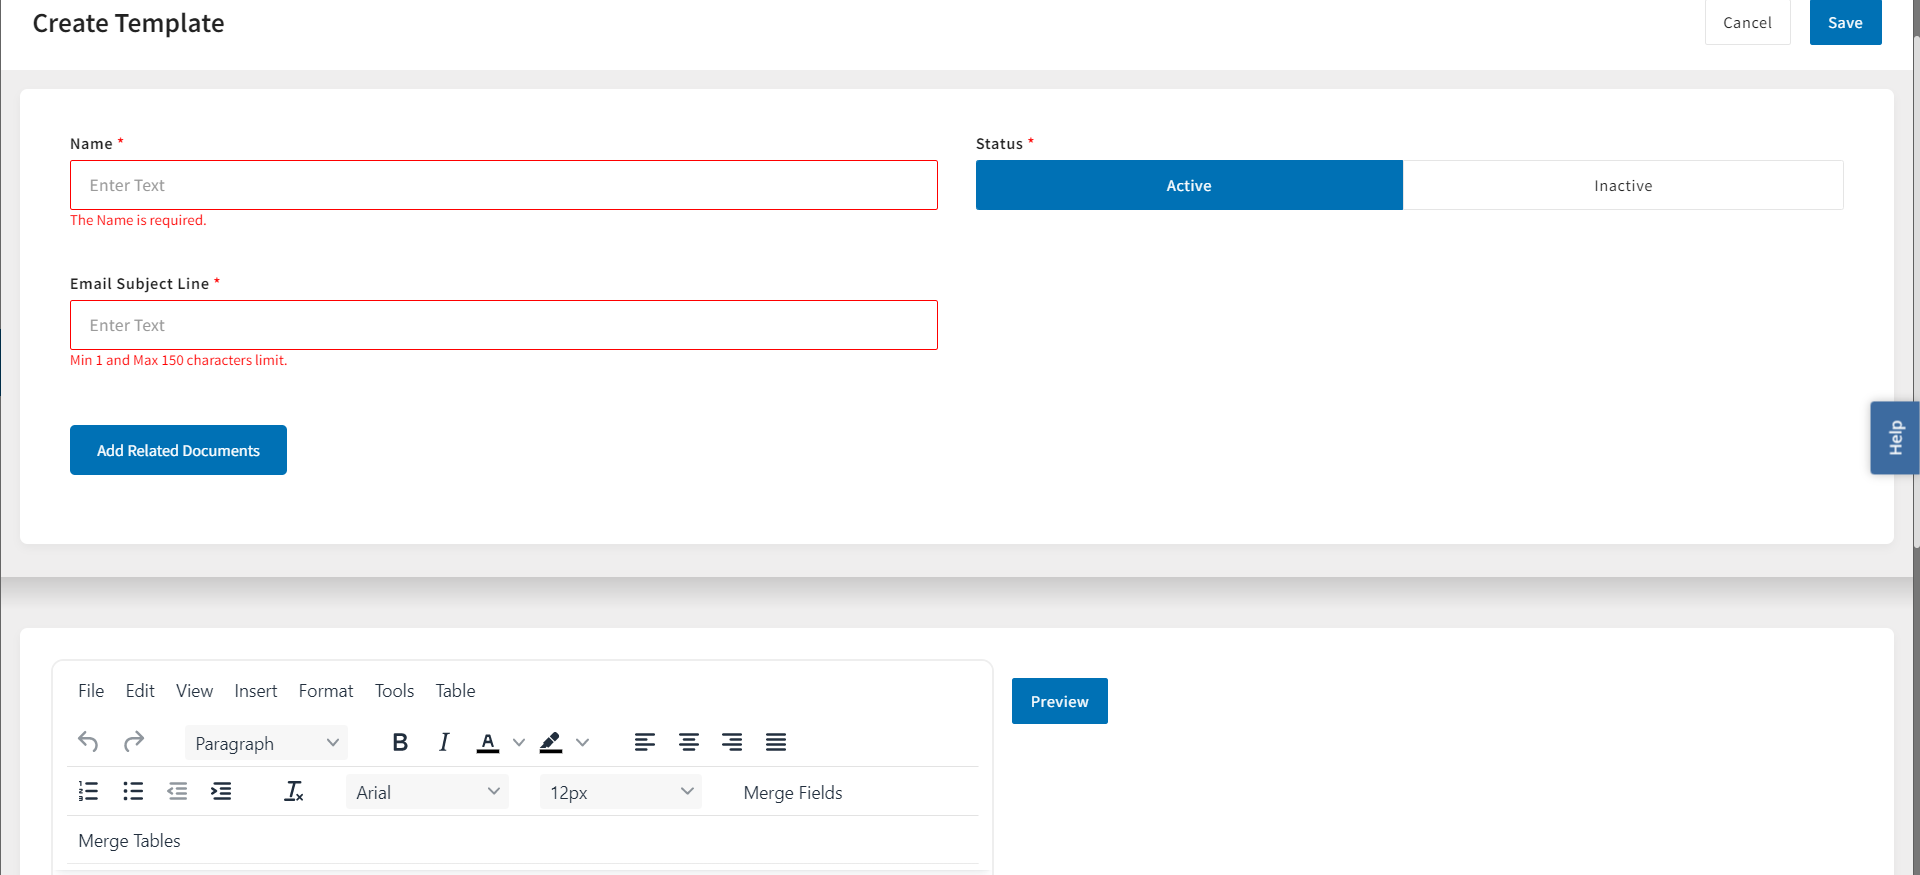 Create Template
Cancel
Save
Name *
Enter Text
The Name is required.
Status *
Active
Inactive
Email Subject Line *
Enter Text
Min 1 and Max 150 characters limit.
Add Related Documents
Help
File Edit View Insert Format Tools Table
Preview
Paragraph B I A
Arial 12px Merge Fields
Merge Tables